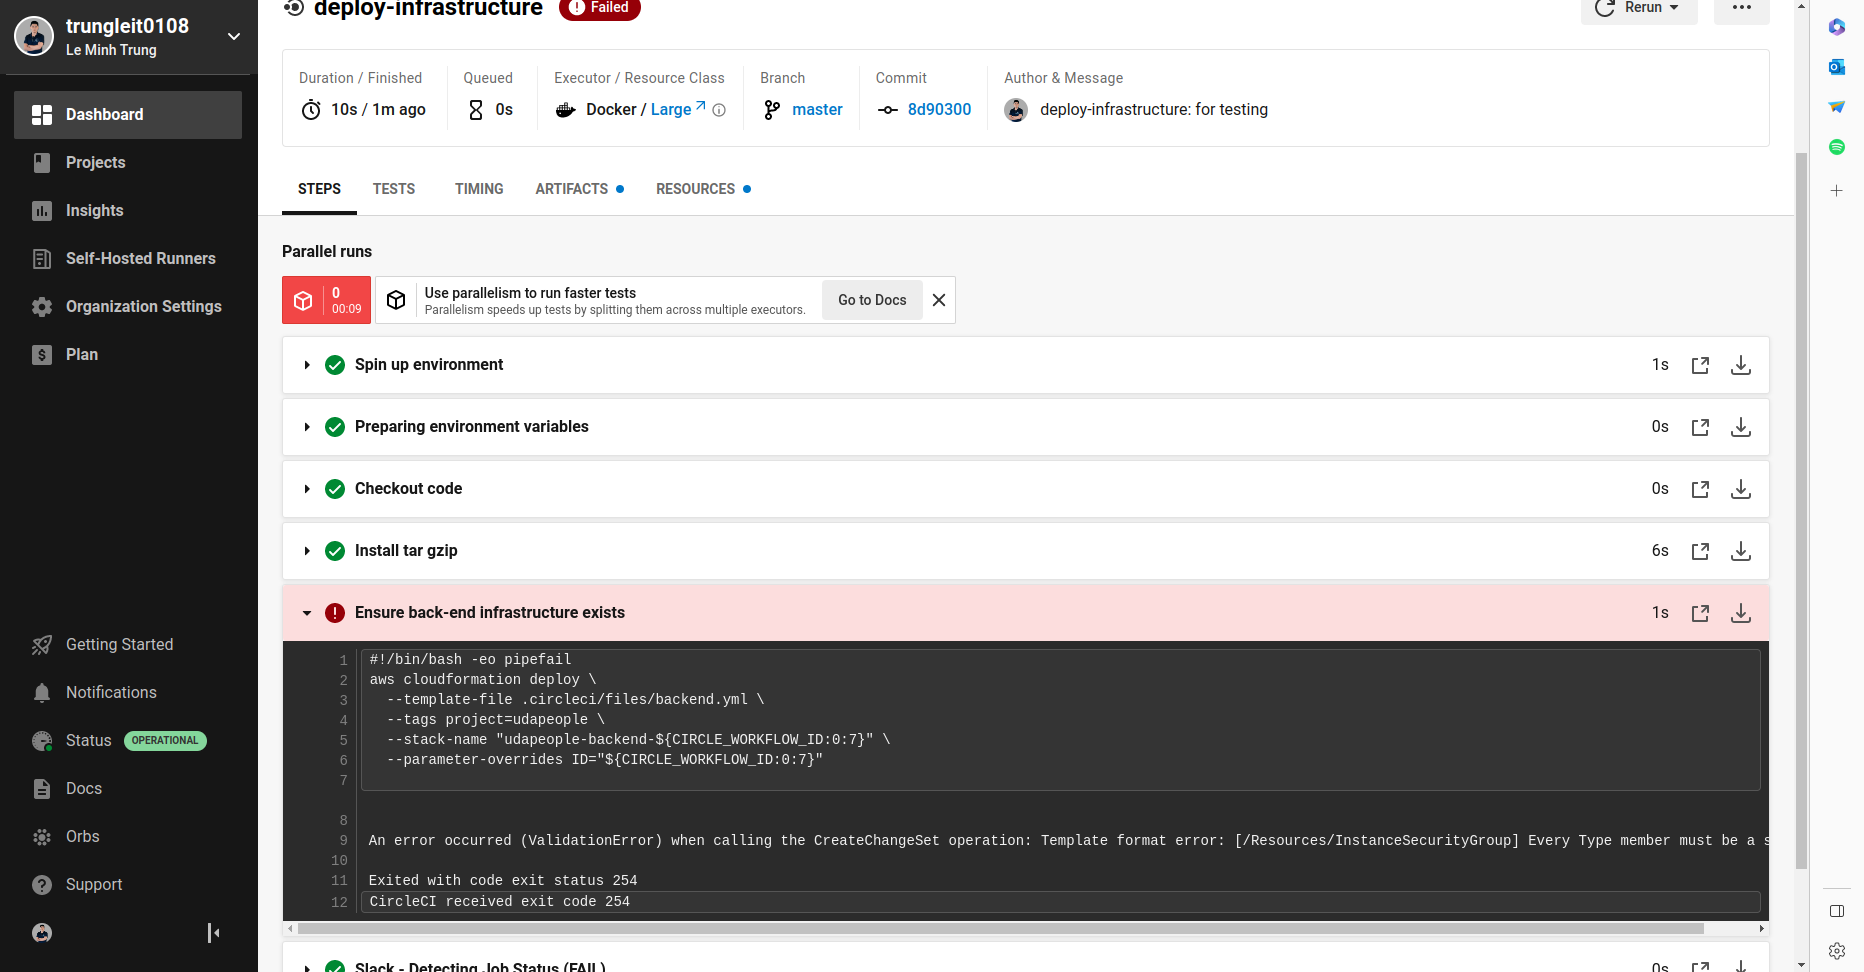 trungleit0108
Le Minh Trung
Dashboard
Projects
Insights
Self-Hosted Runners
Organization Settings
Plan
Getting Started
Notifications
Status OPERATIONAL
Docs
Orbs
Support
deploy-infrastructure Failed
Rerun
Duration / Finished
10s / 1m ago
Queued
0s
Executor / Resource Class
Docker / Large
Branch
master
Commit
8d90300
Author & Message
deploy-infrastructure: for testing
STEPS TESTS TIMING ARTIFACTS RESOURCES
Parallel runs
0
00:09
Use parallelism to run faster tests
Parallelism speeds up tests by splitting them across multiple executors.
Go to Docs
Spin up environment 1s
Preparing environment variables 0s
Checkout code 0s
Install tar gzip 6s
Ensure back-end infrastructure exists 1s
1 #!/bin/bash -eo pipefail
2 aws cloudformation deploy \
3 --template-file .circleci/files/backend.yml \
4 --tags project=udapeople \
5 --stack-name "udapeople-backend-${CIRCLE_WORKFLOW_ID:0:7}" \
6 --parameter-overrides ID="${CIRCLE_WORKFLOW_ID:0:7}"
7
8
9 An error occurred (ValidationError) when calling the CreateChangeSet operation: Template format error: [/Resources/InstanceSecurityGroup] Every Type member must be a s
10
11 Exited with code exit status 254
12 CircleCI received exit code 254
Slack - Detecting Job Status (FAIL) 0s